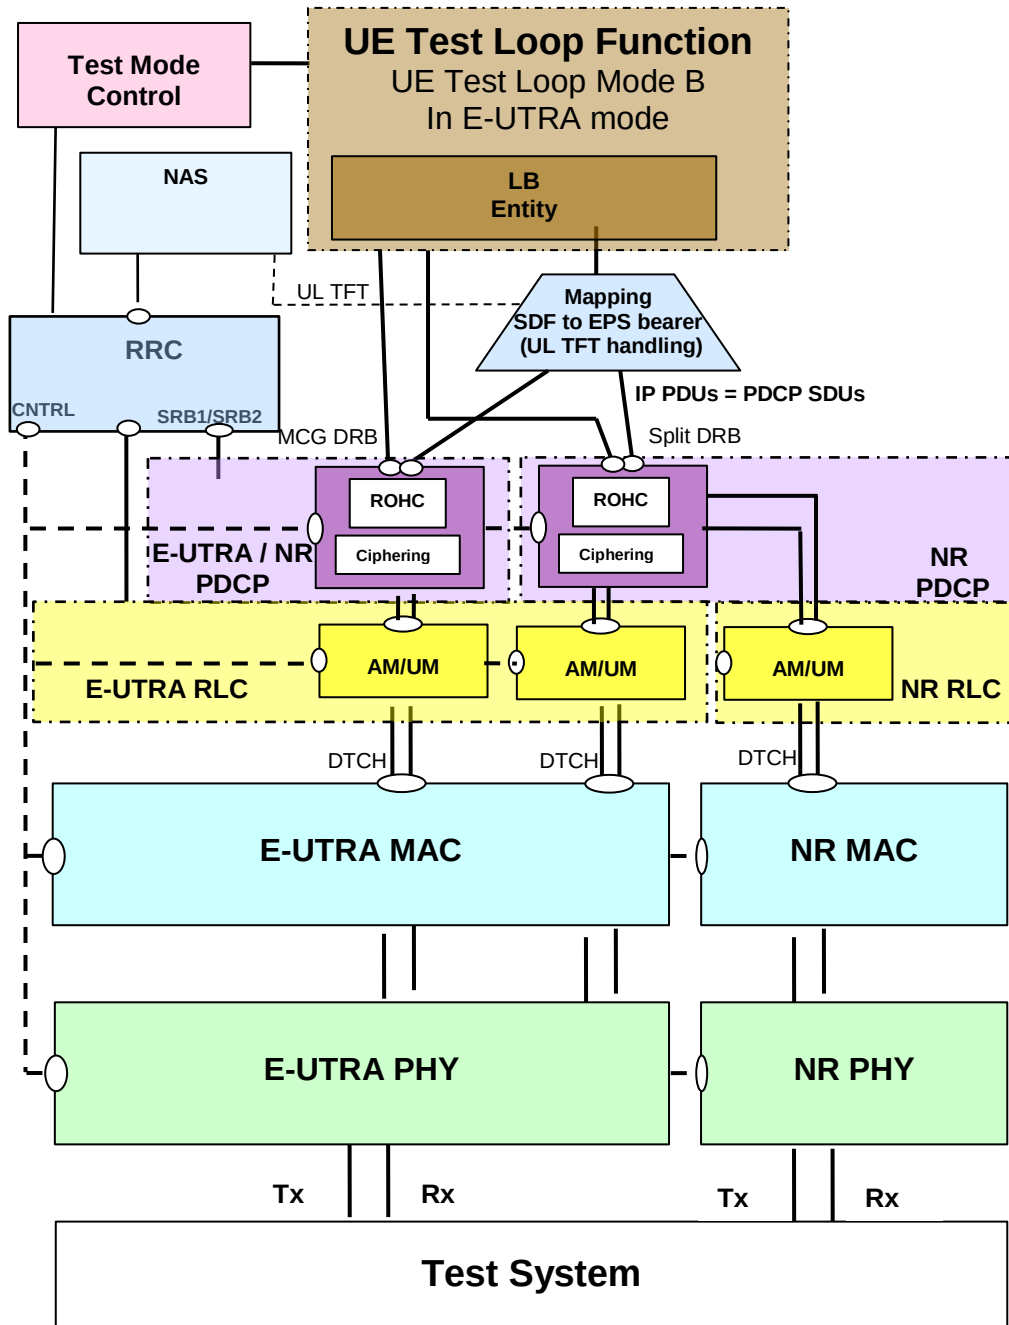 UE Test Loop Function
UE Test Loop Mode B
In E-UTRA mode
Test Mode
Control
NAS
LB
Entity
UL TFT
Mapping
SDF to EPS bearer
(UL TFT handling)
RRC
CNTRL
SRB1/SRB2
IP PDUs = PDCP SDUs
MCG DRB
Split DRB
ROHC
ROHC
Ciphering
Ciphering
E-UTRA / NR
PDCP
NR
PDCP
AM/UM
AM/UM
AM/UM
E-UTRA RLC
NR RLC
DTCH
DTCH
DTCH
E-UTRA MAC
NR MAC
E-UTRA PHY
NR PHY
Tx
Rx
Tx
Rx
Test System